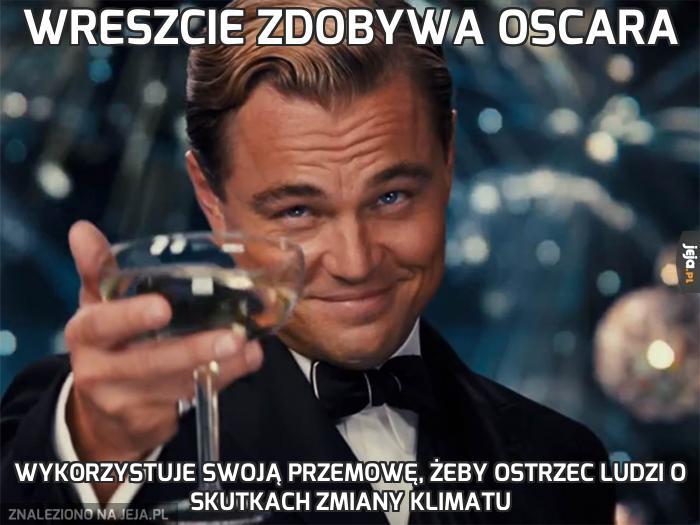 WRESZCIE ZDOBYWA OSCARA
Jeja.PL
WYKORZYSTUJE SWOJĄ PRZEMOWĘ, ŻEBY OSTRZEC LUDZI O
SKUTKACH ZMIANY KLIMATU
ZNALEZIONO NA JEJA.PL